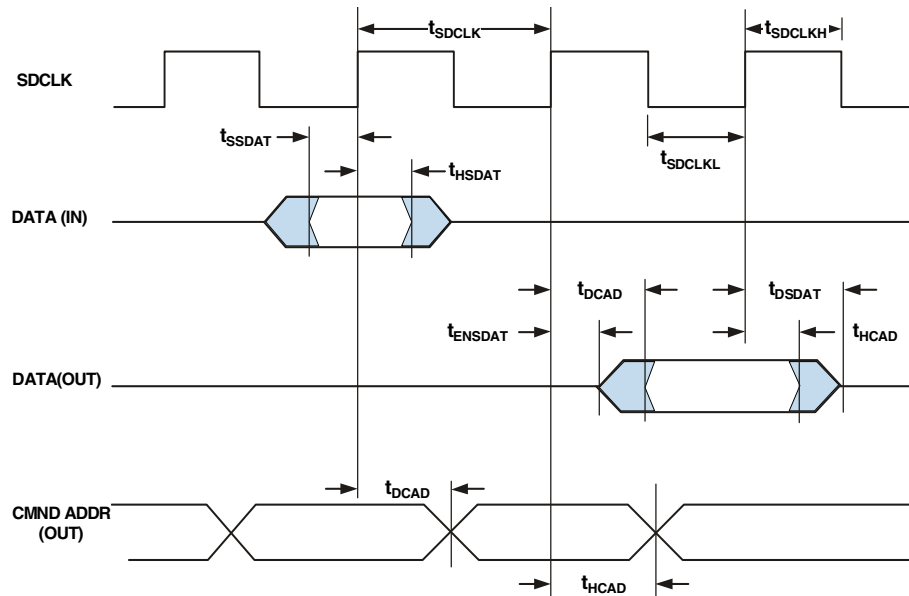 tSDCLK
tSDCLKH
SDCLK
tSSDAT
tSDCLKL
tHSDAT
DATA (IN)
tDCAD
tDSDAT
tENSDAT
tHCAD
DATA(OUT)
tDCAD
CMND ADDR
(OUT)
tHCAD